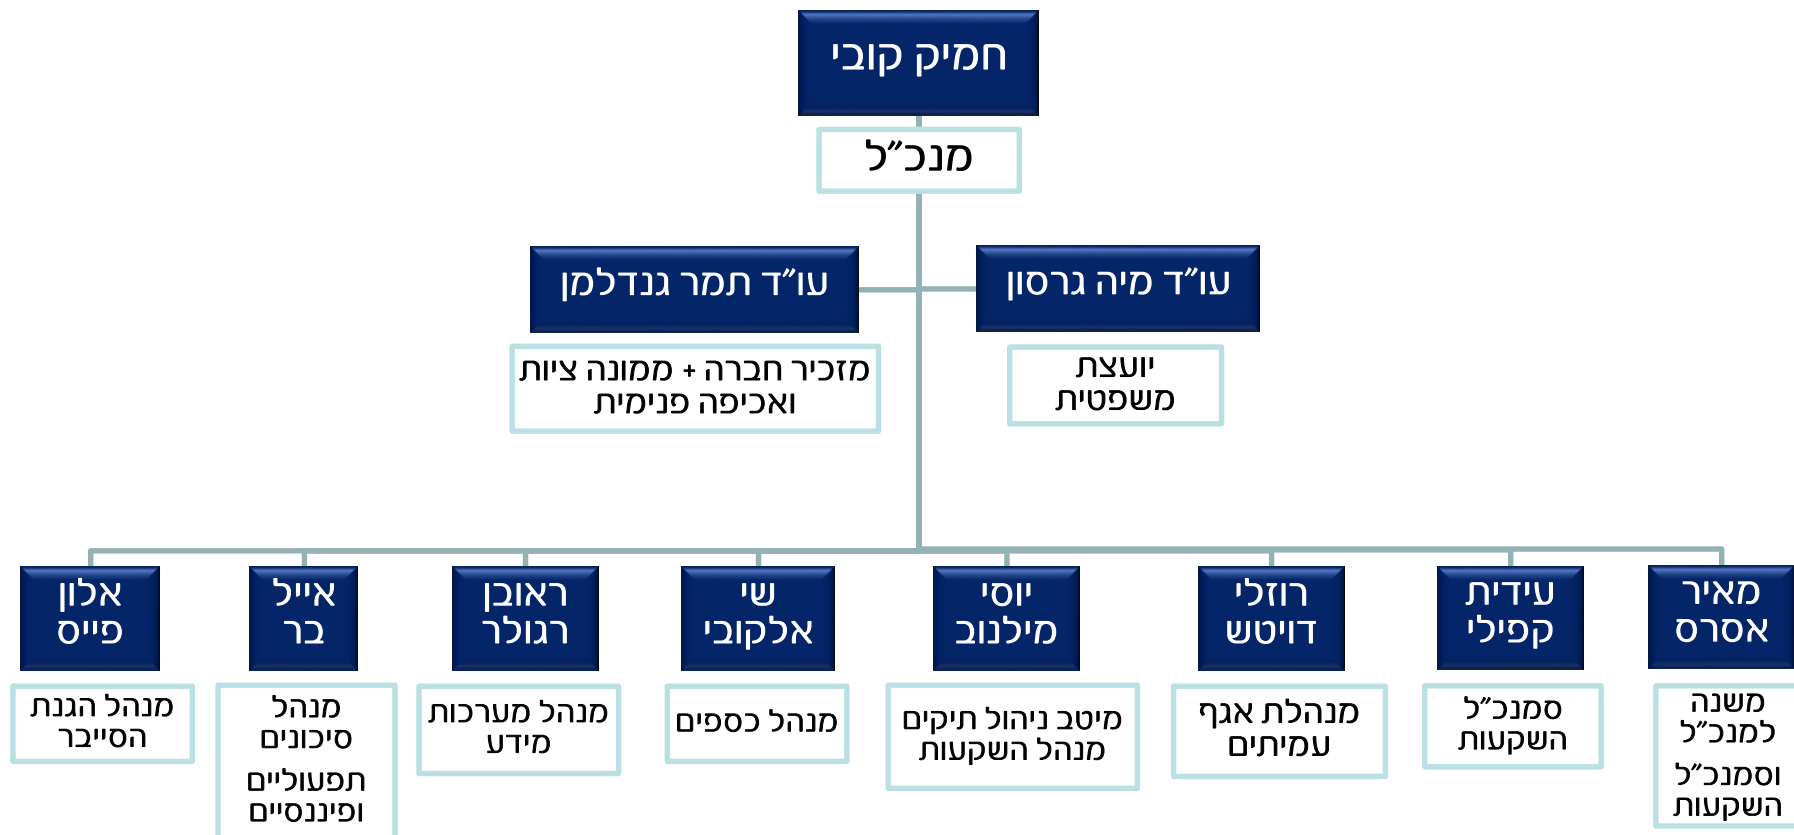 חמיק קובי
מנכ"ל
עו"ד מיה גרסון
יועצת
משפטית
עו"ד תמר גנדלמן
מזכיר חברה + ממונה ציות
ואכיפה פנימית
מאיר
אסרס
משנה
למנכ"ל
וסמנכ"ל
השקעות
עידית
קפילי
סמנכ"ל
השקעות
רוזלי
דויטש
מנהלת אגף
עמיתים
יוסי
מילנוב
מיטב ניהול תיקים
מנהל השקעות
שי
אלקובי
מנהל כספים
ראובן
רגולר
מנהל מערכות
מידע
אייל
בר
מנהל
סיכונים
תפעוליים
ופיננסיים
אלון
פייס
מנהל הגנת
הסייבר